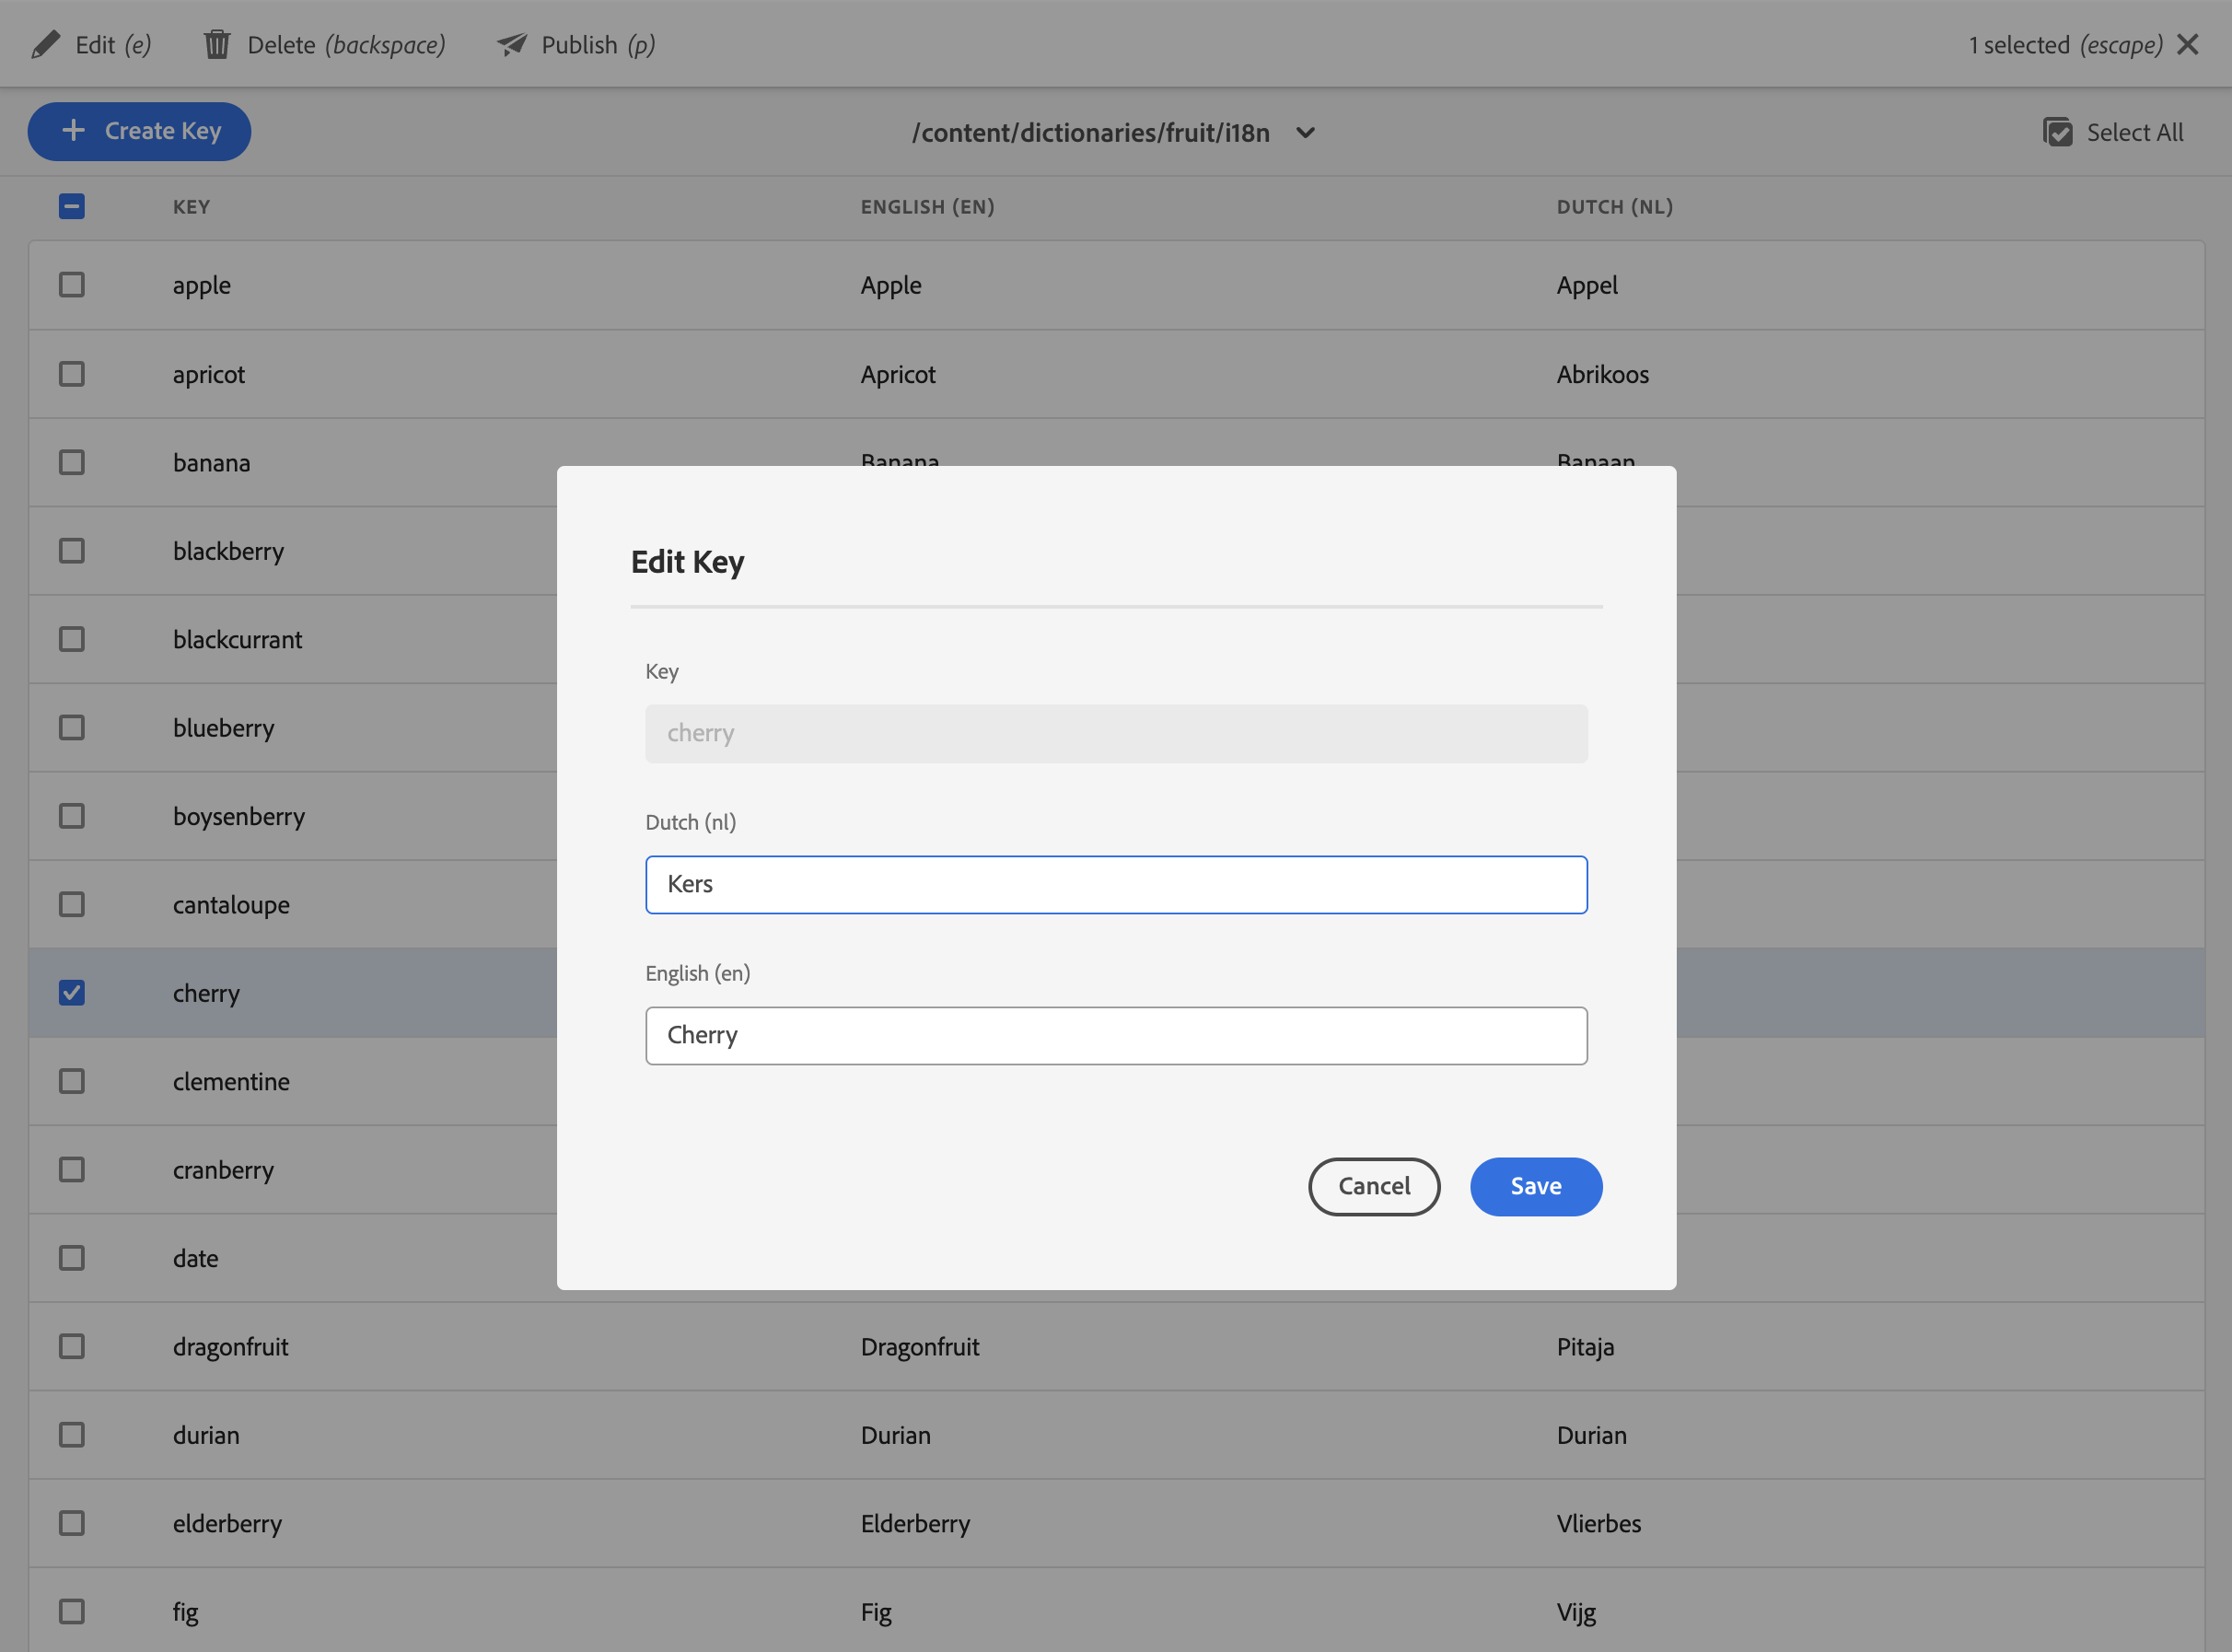 Edit (e) Delete (backspace) Publish (p) 1 selected (escape)
Create Key /content/dictionaries/fruit/i18n Select All
KEY ENGLISH (EN) DUTCH (NL)
apple Apple Appel
apricot Apricot Abrikoos
banana Banana Banaan
blackberry
blackcurrant
blueberry
boysenberry
cantaloupe
cherry
clementine
cranberry
date
Edit Key
Key
cherry
Dutch (nl)
Kers
English (en)
Cherry
Cancel Save
dragonfruit Dragonfruit Pitaja
durian Durian Durian
elderberry Elderberry Vlierbes
fig Fig Vijg